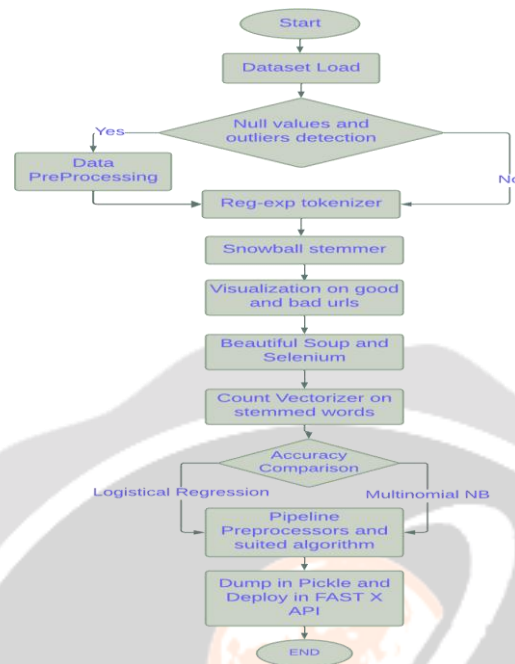 Start
Dataset Load
Null values and
outliers detection
Yes
No
Data
PreProcessing
Reg-exp tokenizer
Snowball stemmer
Visualization on good
and bad urls
Beautiful Soup and
Selenium
Count Vectorizer on
stemmed words
Accuracy
Comparison
Logistical Regression
Multinomial NB
Pipeline
Preprocessors and
suited algorithm
Dump in Pickle and
Deploy in FAST X
API
END